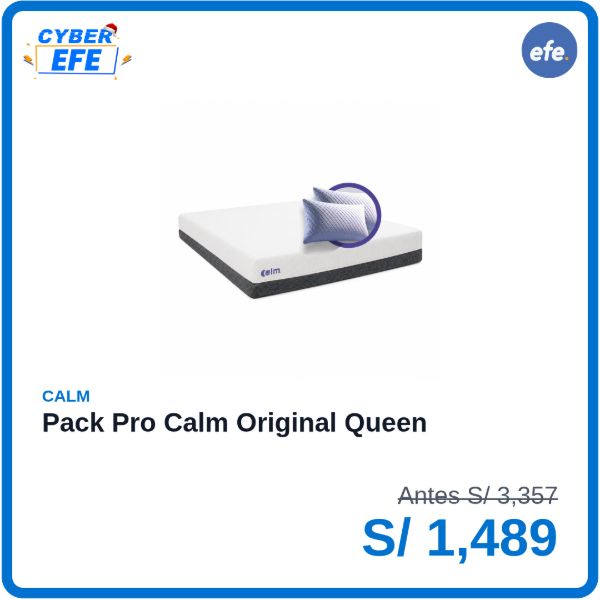 CYBER
EFE
efe.
Calm
CALM
Pack Pro Calm Original Queen
Antes S/ 3,357
S/ 1,489